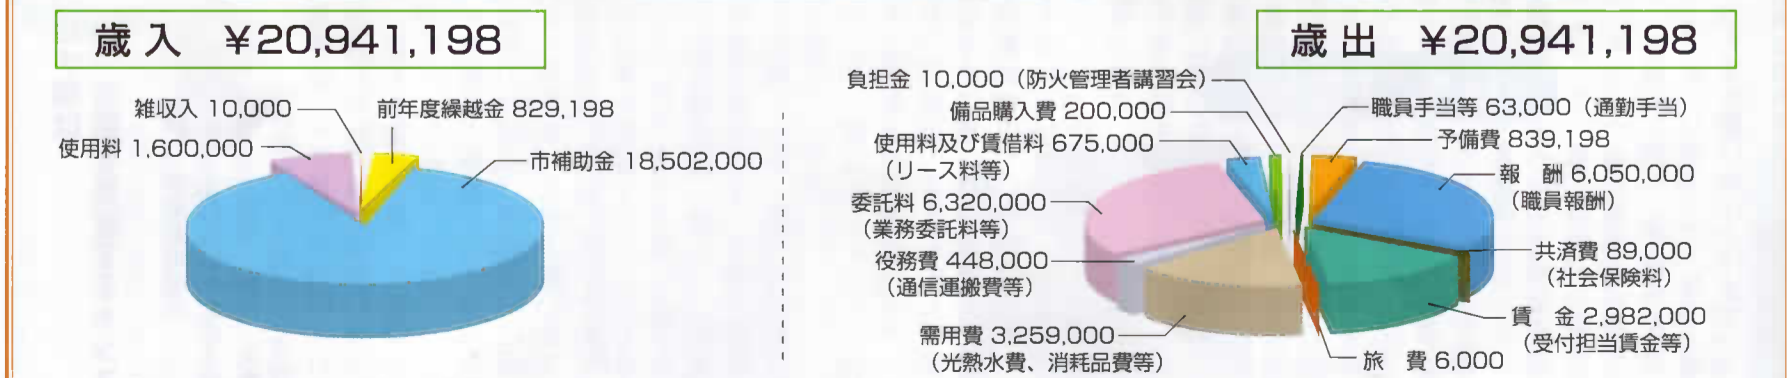 歳入 ¥20,941,198
雑収入 10,000
前年度繰越金 829,198
使用料 1,600,000
市補助金 18,502,000
歳出 ¥20,941,198
負担金 10,000（防火管理者講習会）
備品購入費 200,000
使用料及び賃借料 675,000
（リース料等）
委託料 6,320,000
（業務委託料等）
役務費 448,000
（通信運搬費等）
需用費 3,259,000
（光熱水費、消耗品費等）
職員手当等 63,000（通勤手当）
予備費 839,198
報　酬 6,050,000
（職員報酬）
共済費 89,000
（社会保険料）
賃　金 2,982,000
（受付担当賃金等）
旅　費 6,000